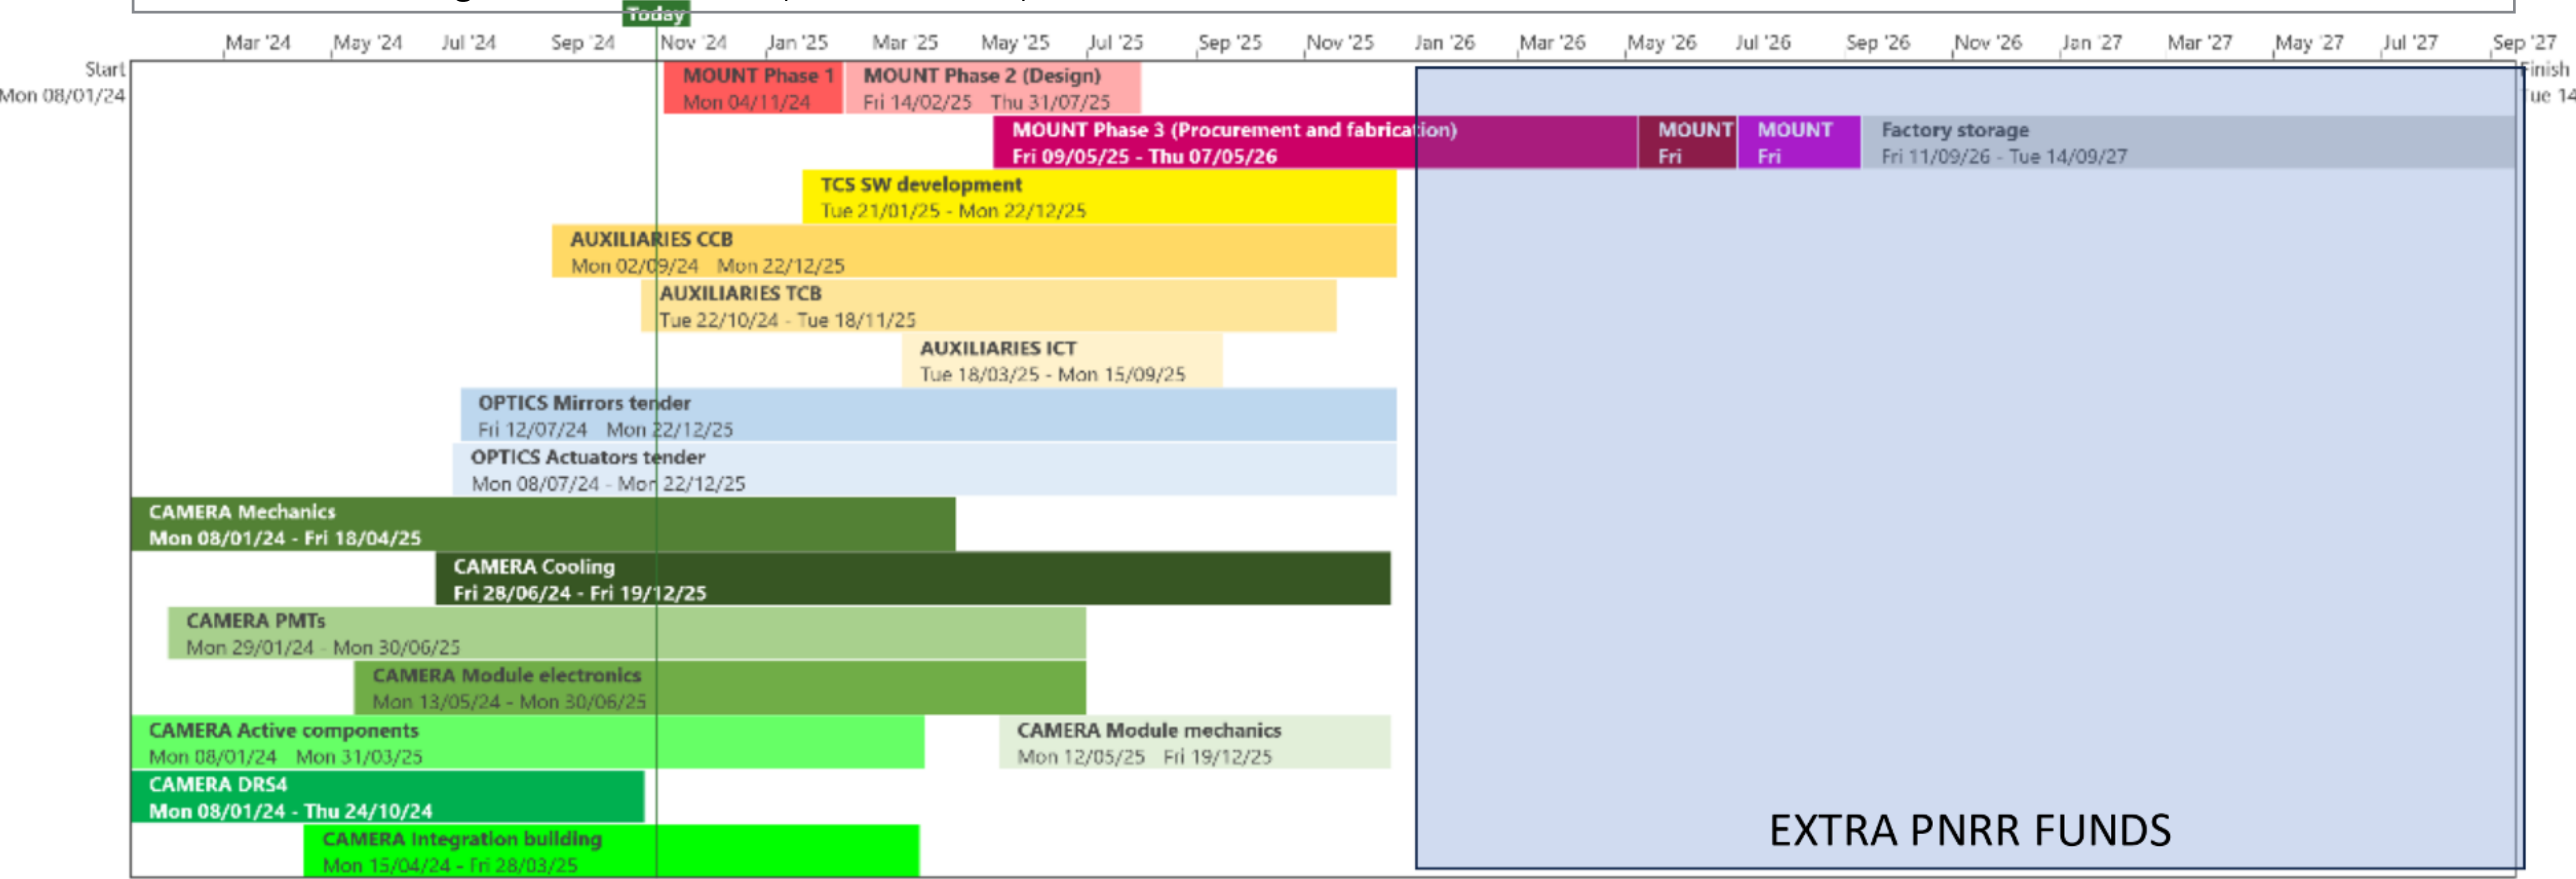 Today
Mar '24 May '24 Jul '24 Sep '24 Nov '24 Jan '25 Mar '25 May '25 Jul '25 Sep '25 Nov '25 Jan '26 Mar '26 May '26 Jul '26 Sep '26 Nov '26 Jan '27 Mar '27 May '27 Jul '27 Sep '27
Start
Mon 08/01/24
Finish
Tue 14
MOUNT Phase 1
Mon 04/11/24
MOUNT Phase 2 (Design)
Fri 14/02/25 Thu 31/07/25
MOUNT Phase 3 (Procurement and fabrication)
Fri 09/05/25 - Thu 07/05/26
MOUNT
Fri
MOUNT
Fri
Factory storage
Fri 11/09/26 - Tue 14/09/27
TCS SW development
Tue 21/01/25 - Mon 22/12/25
AUXILIARIES CCB
Mon 02/09/24 Mon 22/12/25
AUXILIARIES TCB
Tue 22/10/24 - Tue 18/11/25
AUXILIARIES ICT
Tue 18/03/25 - Mon 15/09/25
OPTICS Mirrors tender
Fri 12/07/24 Mon 22/12/25
OPTICS Actuators tender
Mon 08/07/24 - Mon 22/12/25
CAMERA Mechanics
Mon 08/01/24 - Fri 18/04/25
CAMERA Cooling
Fri 28/06/24 - Fri 19/12/25
CAMERA PMTs
Mon 29/01/24 - Mon 30/06/25
CAMERA Module electronics
Mon 13/05/24 - Mon 30/06/25
CAMERA Active components
Mon 08/01/24 Mon 31/03/25
CAMERA Module mechanics
Mon 12/05/25 Fri 19/12/25
CAMERA DRS4
Mon 08/01/24 - Thu 24/10/24
CAMERA Integration building
Mon 15/04/24 - Fri 28/03/25
EXTRA PNRR FUNDS